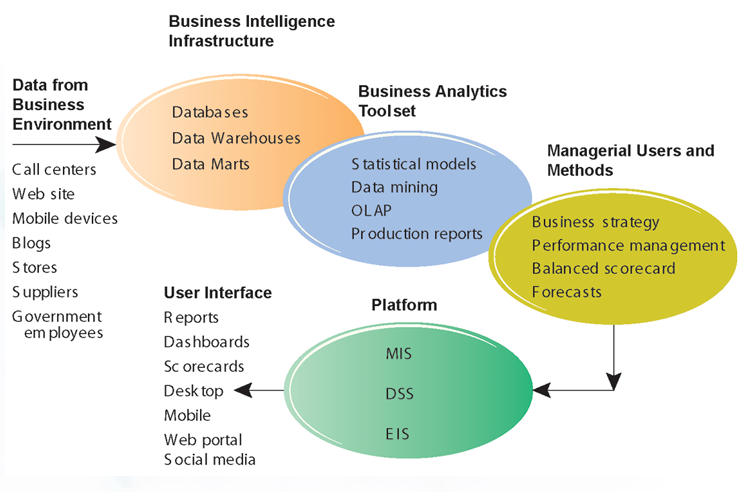 Business Intelligence
Infrastructure
Data from
Business
Environment
Call centers
Web site
Mobile devices
Blogs
Stores
Suppliers
Government
employees
Databases
Data Warehouses
Data Marts
Business Analytics
Toolset
Statistical models
Data mining
OLAP
Production reports
Managerial Users and
Methods
Business strategy
Performance management
Balanced scorecard
Forecasts
Platform
MIS
DSS
EIS
User Interface
Reports
Dashboards
Scorecards
Desktop
Mobile
Web portal
Social media